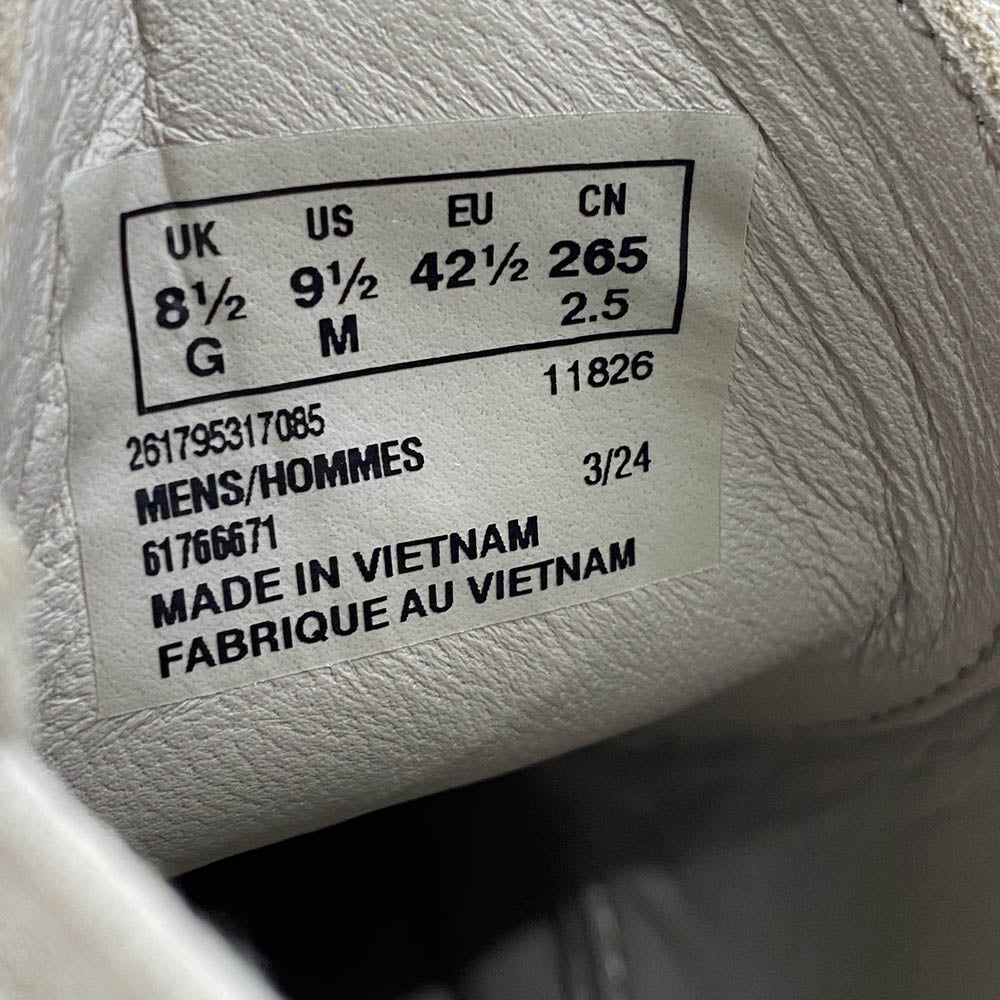 UK US EU CN
8½ 9½ 42½ 265
G M 2.5
11826
261795317085
MENS/HOMMES 3/24
61766671
MADE IN VIETNAM
FABRIQUE AU VIETNAM